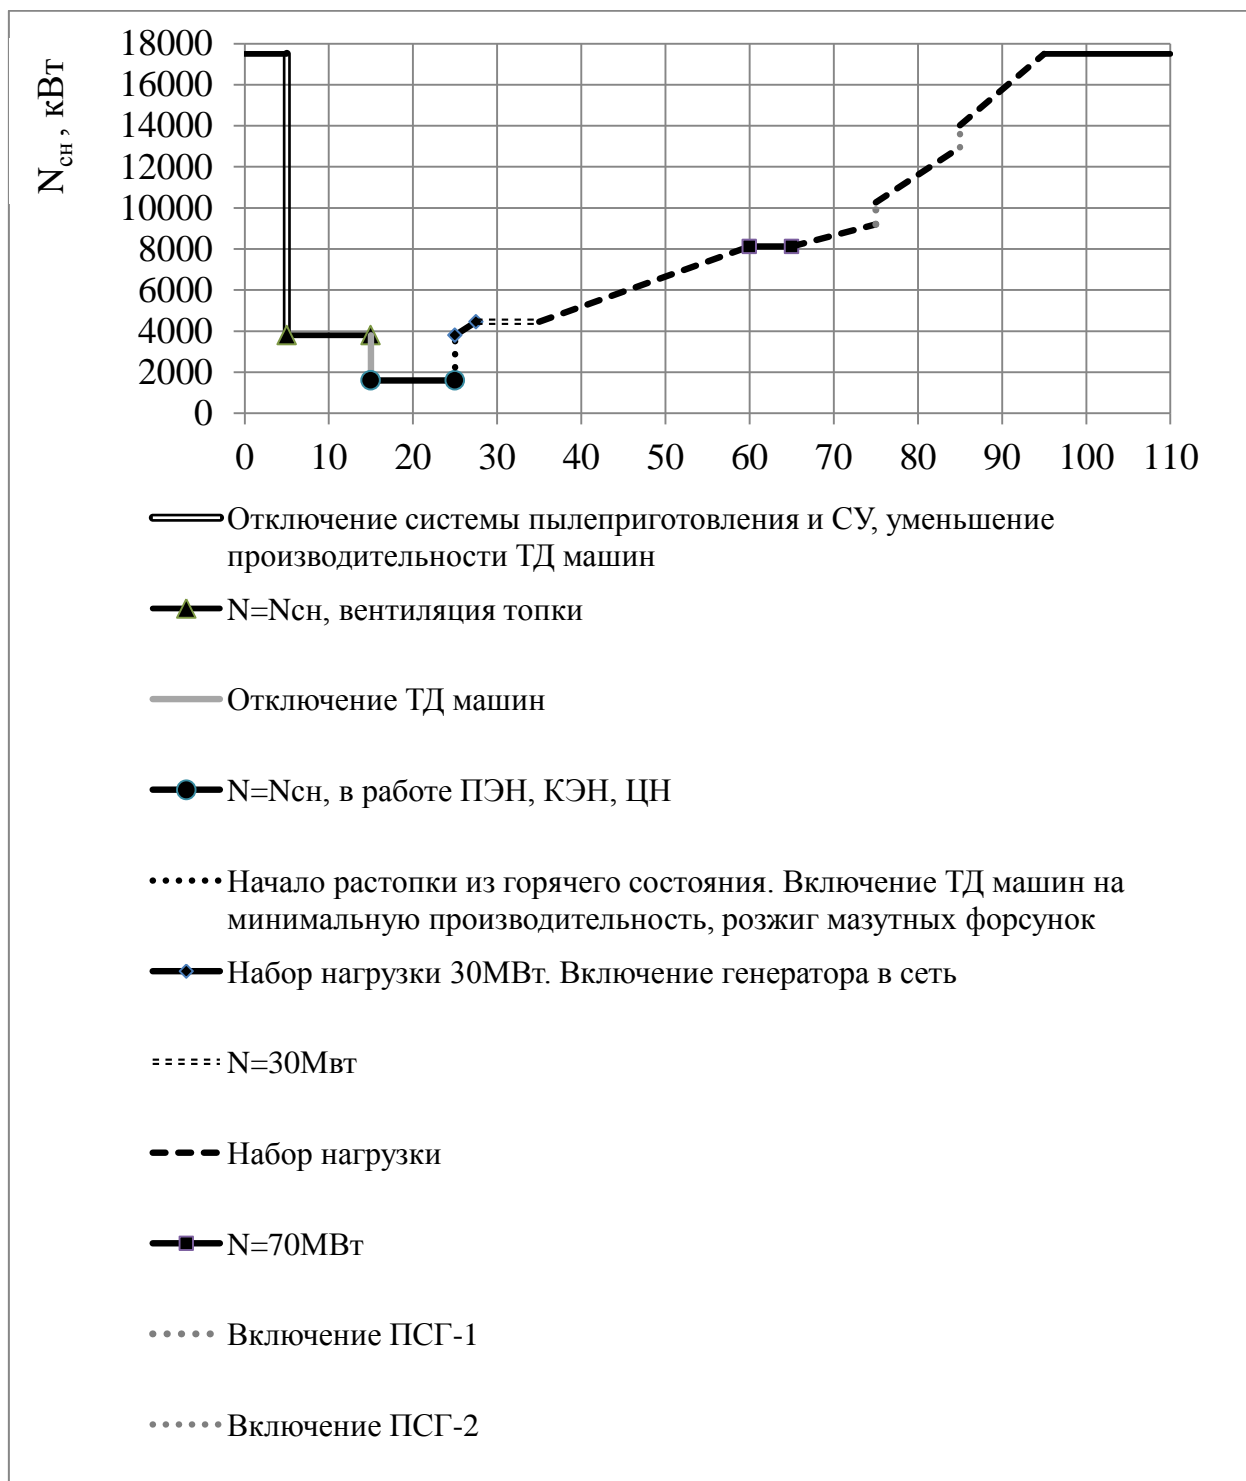 N сн , кВт
18000
16000
14000
12000
10000
8000
6000
4000
2000
0
0 10 20 30 40 50 60 70 80 90 100 110
Отключение системы пылеприготовления и СУ, уменьшение
производительности ТД машин
N=Nсн, вентиляция топки
Отключение ТД машин
N=Nсн, в работе ПЭН, КЭН, ЦН
Начало растопки из горячего состояния. Включение ТД машин на
минимальную производительность, розжиг мазутных форсунок
Набор нагрузки 30МВт. Включение генератора в сеть
N=30Мвт
Набор нагрузки
N=70МВт
Включение ПСГ-1
Включение ПСГ-2